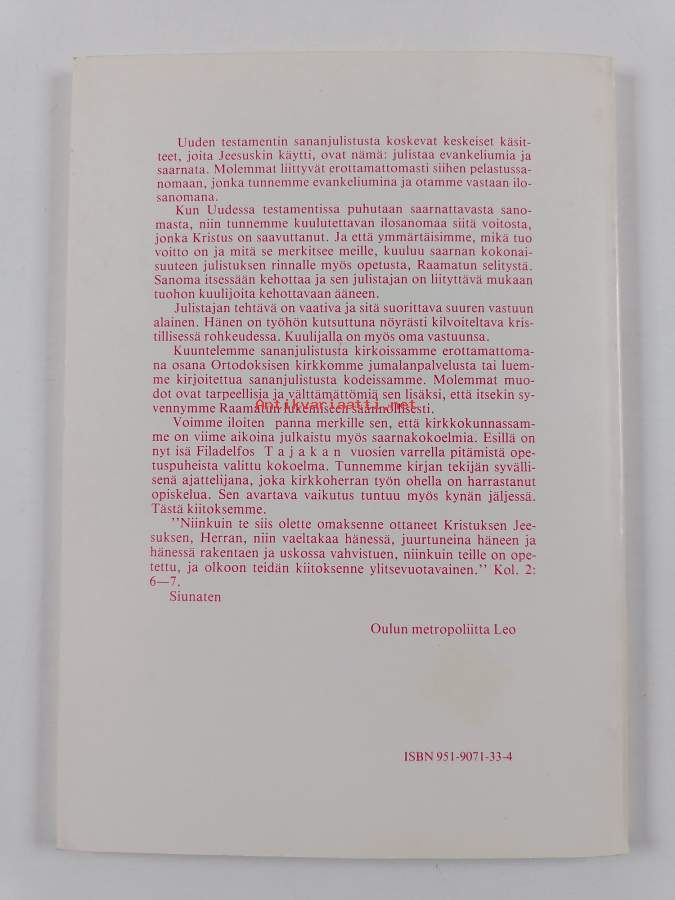 Uuden testamentin sananjulistusta koskevat keskeiset käsit-
teet, joita Jeesuskin käytti, ovat nämä: julistaa evankeliumia ja
saarnata. Molemmat liittyvät erottamattomasti siihen pelastussa-
nomaan, jonka tunnemme evankeliumina ja otamme vastaan ilo-
sanomana.
Kun Uudessa testamentissa puhutaan saarnattavasta sano-
masta, niin tunnemme kuulutettavan ilosanomaa siitä voitosta,
jonka Kristus on saavuttanut. Ja että ymmärtäisimme, mikä tuo
voitto on ja mitä se merkitsee meille, kuuluu saarnan kokonai-
suuteen julistuksen rinnalle myös opetusta, Raamatun selitystä.
Sanoma itsessään kehottaa ja sen julistajan on liityttävä mukaan
tuohon kuulijoita kehottavaan ääneen.
Julistajan tehtävä on vaativa ja sitä suorittava suuren vastuun
alainen. Hänen on työhön kutsuttuna nöyrästi kilvoiteltava kris-
tillisessä rohkeudessa. Kuulijalla on myös oma vastuunsa.
Kuuntelemme sananjulistusta kirkoissamme erottamattoma-
na osana Ortodoksisen kirkkomme jumalanpalvelusta tai luem-
me kirjoitettua sananjulistusta kodeissamme. Molemmat muo-
dot ovat tarpeellisia ja välttämättömiä sen lisäksi, että itsekin sy-
vennymme Raamatun lukemiseen säännöllisesti.
Antikvariaatti.net
Voimme iloiten panna merkille sen, että kirkkokunnassam-
me on viime aikoina julkaistu myös saarnakokoelmia. Esillä on
nyt isä Filadelfos T a j a k a n vuosien varrella pitämistä ope-
tuspuheista valittu kokoelma. Tunnemme kirjan tekijän syvälli-
senä ajattelijana, joka kirkkoherran työn ohella on harrastanut
opiskelua. Sen avartava vaikutus tuntuu myös kynän jäljessä.
Tästä kiitoksemme.
”Niinkuin te siis olette omaksenne ottaneet Kristuksen Jee-
suksen, Herran, niin vaeltakaa hänessä, juurtuneina häneen ja
hänessä rakentaen ja uskossa vahvistuen, niinkuin teille on ope-
tettu, ja olkoon teidän kiitoksenne ylitsevuotavainen.” Kol. 2:
6—7.
Siunaten
Oulun metropoliitta Leo
ISBN 951-9071-33-4